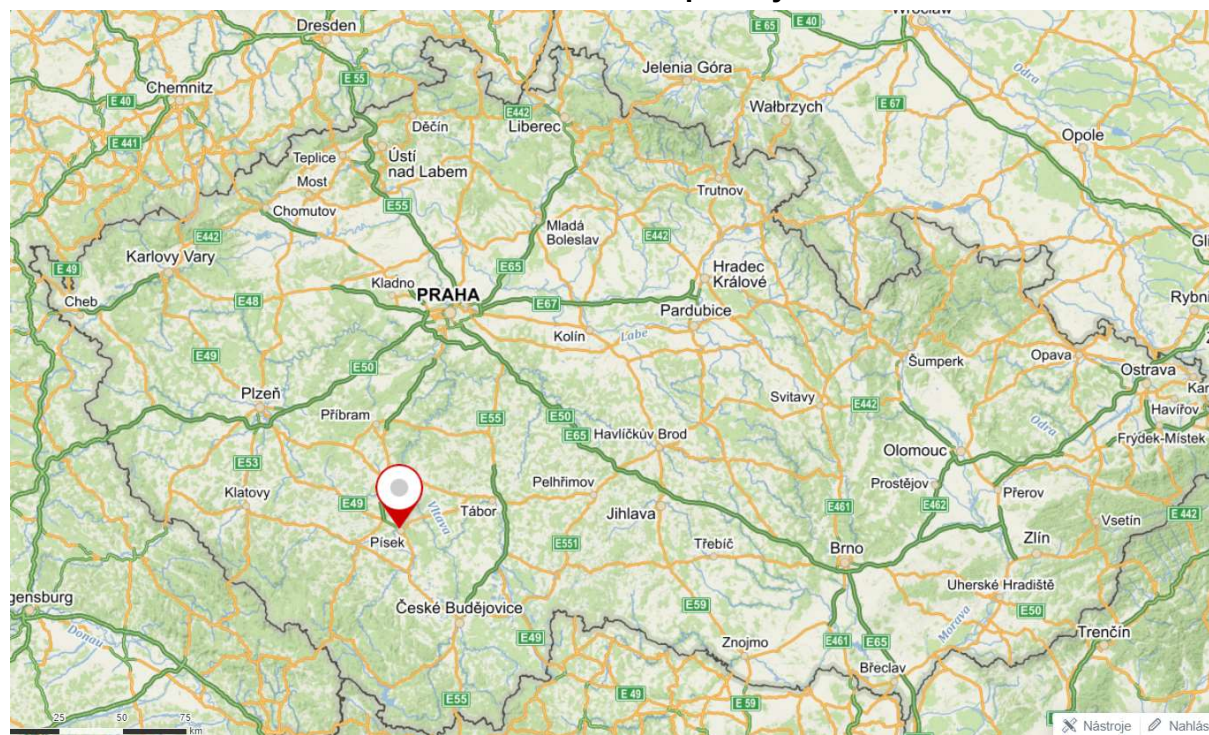 Dresden
E 65
E 40
Wrocław
E 55
Jelenia Góra
Odra
Chemnitz
E 40
E442
Wałbrzych
E 67
Děčín
Liberec
E 441
Opole
Teplice
Ústí
nad Labem
Most
Trutnov
Chomutov
E55
Mladá
Boleslav
E442
E442
Karlovy Vary
E65
Hradec
Králové
E 49
Kladno
PRAHA
Cheb
E48
E67
Pardubice
Kolín
Labe
E49
E50
Šumperk
Opava
Ostrava
Plzeň
Svitavy
E442
Příbram
E55
E50
Havířov
E65
Havlíčkův Brod
Odra
Frýdek-Místek
Olomouc
E53
Klatovy
Pelhřimov
Prostějov
Přerov
E49
Vltava
Tábor
Jihlava
E461
E462
Vsetín
E 442
Písek
E551
Třebíč
Brno
Zlín
Uherské Hradiště
České Budějovice
E59
E50
Donau
E49
Znojmo
E461
E65
Morava
Trenčín
Břeclav
E55
E 49
E 59
25
50
75
km
Nástroje